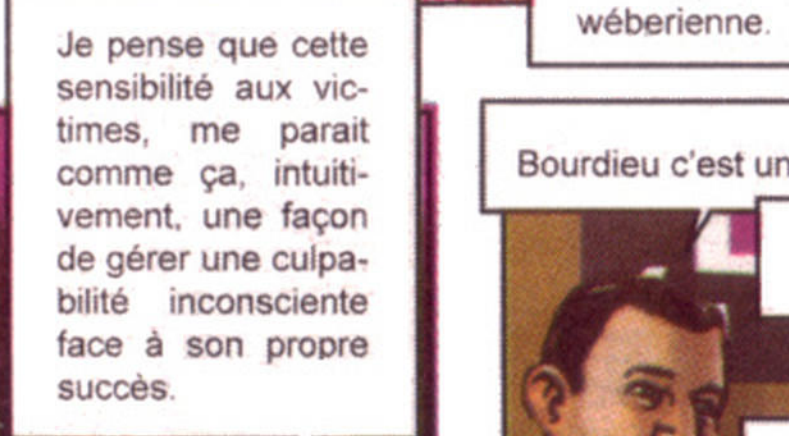 Je pense que cette
sensibilité aux vic-
times, me parait
comme ça, intuiti-
vement, une façon
de gérer une culpa-
bilité inconsciente
face à son propre
succès.
wéberienne.
Bourdieu c'est un